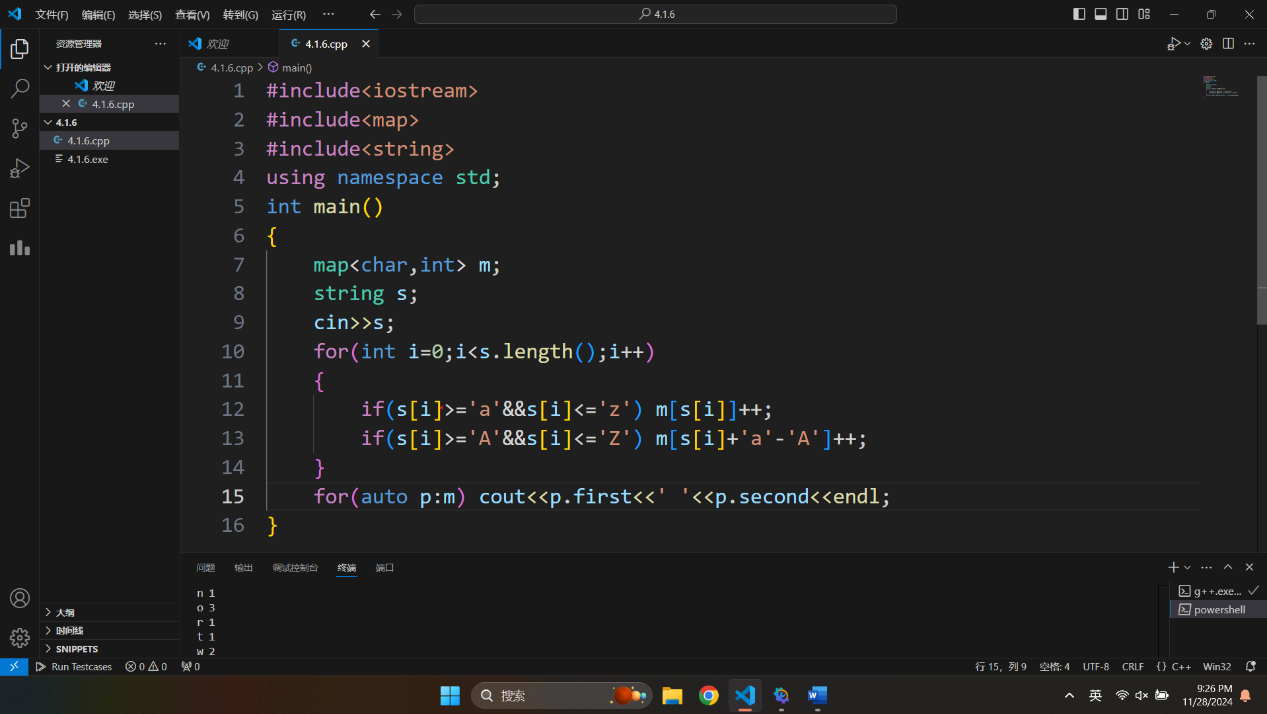 文件(F) 编辑(E) 选择(S) 查看(V) 转到(G) 运行(R) ··· 4.1.6
资源管理器 ···
欢迎 4.1.6.cpp
打开的编辑器
欢迎
4.1.6.cpp
4.1.6
4.1.6.cpp
4.1.6.exe
4.1.6.cpp > main()
1 #include<iostream>
2 #include<map>
3 #include<string>
4 using namespace std;
5 int main()
6 {
7 map<char,int> m;
8 string s;
9 cin>>s;
10 for(int i=0;i<s.length();i++)
11 {
12 if(s[i]>='a'&&s[i]<='z') m[s[i]]++;
13 if(s[i]>='A'&&s[i]<='Z') m[s[i]+'a'-'A']++;
14 }
15 for(auto p:m) cout<<p.first<<' '<<p.second<<endl;
16 }
问题 输出 调试控制台 终端 端口
n 1
o 3
r 1
t 1
w 2
g++.exe...
powershell
大纲
时间线
SNIPPETS
Run Testcases 0 0 0 行 15，列 9 空格: 4 UTF-8 CRLF {} C++ Win32
搜索 英 9:26 PM
11/28/2024